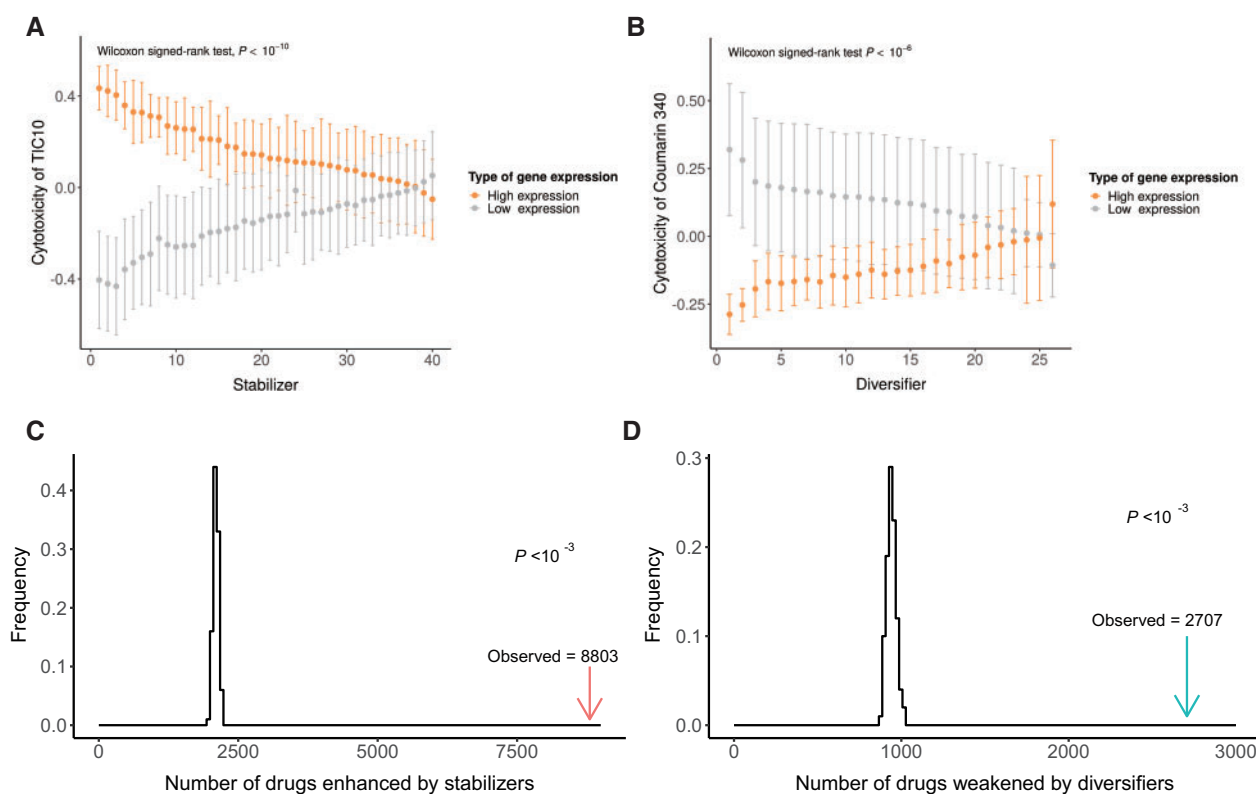 A
Wilcoxon signed-rank test, P < 10⁻¹⁰
Cytotoxicity of TIC10
0.4
0.0
-0.4
0
10
20
30
40
Stabilizer
Type of gene expression
High expression
Low expression
B
Wilcoxon signed-rank test P < 10⁻⁶
Cytotoxicity of Coumarin 340
0.50
0.25
0.00
-0.25
0
5
10
15
20
25
Diversifier
Type of gene expression
High expression
Low expression
C
Frequency
0.4
0.3
0.2
0.1
0.0
P <10 -3
Observed = 8803
0
2500
5000
7500
Number of drugs enhanced by stabilizers
D
Frequency
0.3
0.2
0.1
0.0
P <10 -3
Observed = 2707
0
1000
2000
3000
Number of drugs weakened by diversifiers